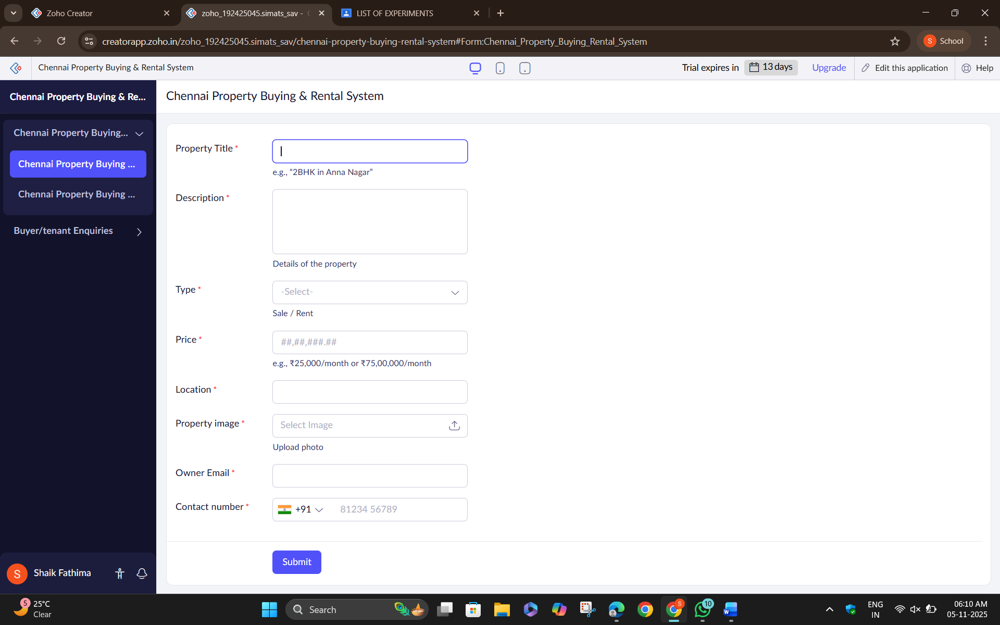 Zoho Creator
zoho_192425045.simats_sav -
LIST OF EXPERIMENTS
creatorapp.zoho.in/zoho_192425045.simats_sav/chennai-property-buying-rental-system#Form:Chennai_Property_Buying_Rental_System
S School
Chennai Property Buying & Rental System
Trial expires in 13 days Upgrade Edit this application Help
Chennai Property Buying & Re...
Chennai Property Buying & Rental System
Chennai Property Buying...
Chennai Property Buying ...
Chennai Property Buying ...
Buyer/tenant Enquiries
Property Title *
e.g., “2BHK in Anna Nagar”
Description *
Details of the property
Type *
-Select-
Sale / Rent
Price *
##,##,###.##
e.g., ₹25,000/month or ₹75,00,000/month
Location *
Property image *
Select Image
Upload photo
Owner Email *
Contact number *
+91 81234 56789
Submit
S Shaik Fathima
5
25°C
Clear
Search
S
10
W
ENG
IN
06:10 AM
05-11-2025